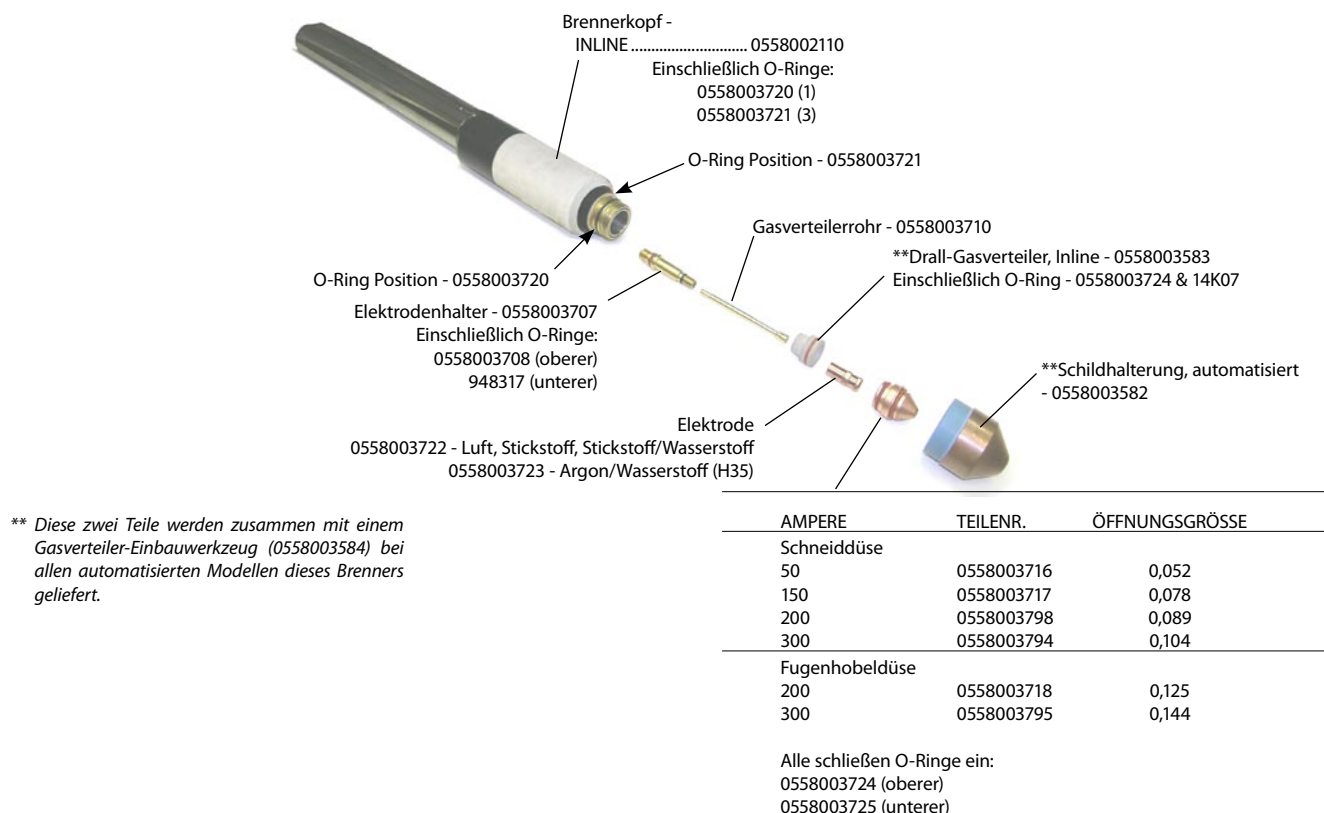 Brennerkopf -
INLINE ............................. 0558002110
Einschließlich O-Ringe:
0558003720 (1)
0558003721 (3)
O-Ring Position - 0558003721
Gasverteilerrohr - 0558003710
**Drall-Gasverteiler, Inline - 0558003583
Einschließlich O-Ring - 0558003724 & 14K07
O-Ring Position - 0558003720
Elektrodenhalter - 0558003707
Einschließlich O-Ringe:
0558003708 (oberer)
948317 (unterer)
**Schildhalterung, automatisiert
- 0558003582
Elektrode
0558003722 - Luft, Stickstoff, Stickstoff/Wasserstoff
0558003723 - Argon/Wasserstoff (H35)
** Diese zwei Teile werden zusammen mit einem
Gasverteiler-Einbauwerkzeug (0558003584) bei
allen automatisierten Modellen dieses Brenners
geliefert.
AMPERE TEILENR. ÖFFNUNGSGRÖSSE
Schneiddüse
50 0558003716 0,052
150 0558003717 0,078
200 0558003798 0,089
300 0558003794 0,104
Fugenhobeldüse
200 0558003718 0,125
300 0558003795 0,144
Alle schließen O-Ringe ein:
0558003724 (oberer)
0558003725 (unterer)